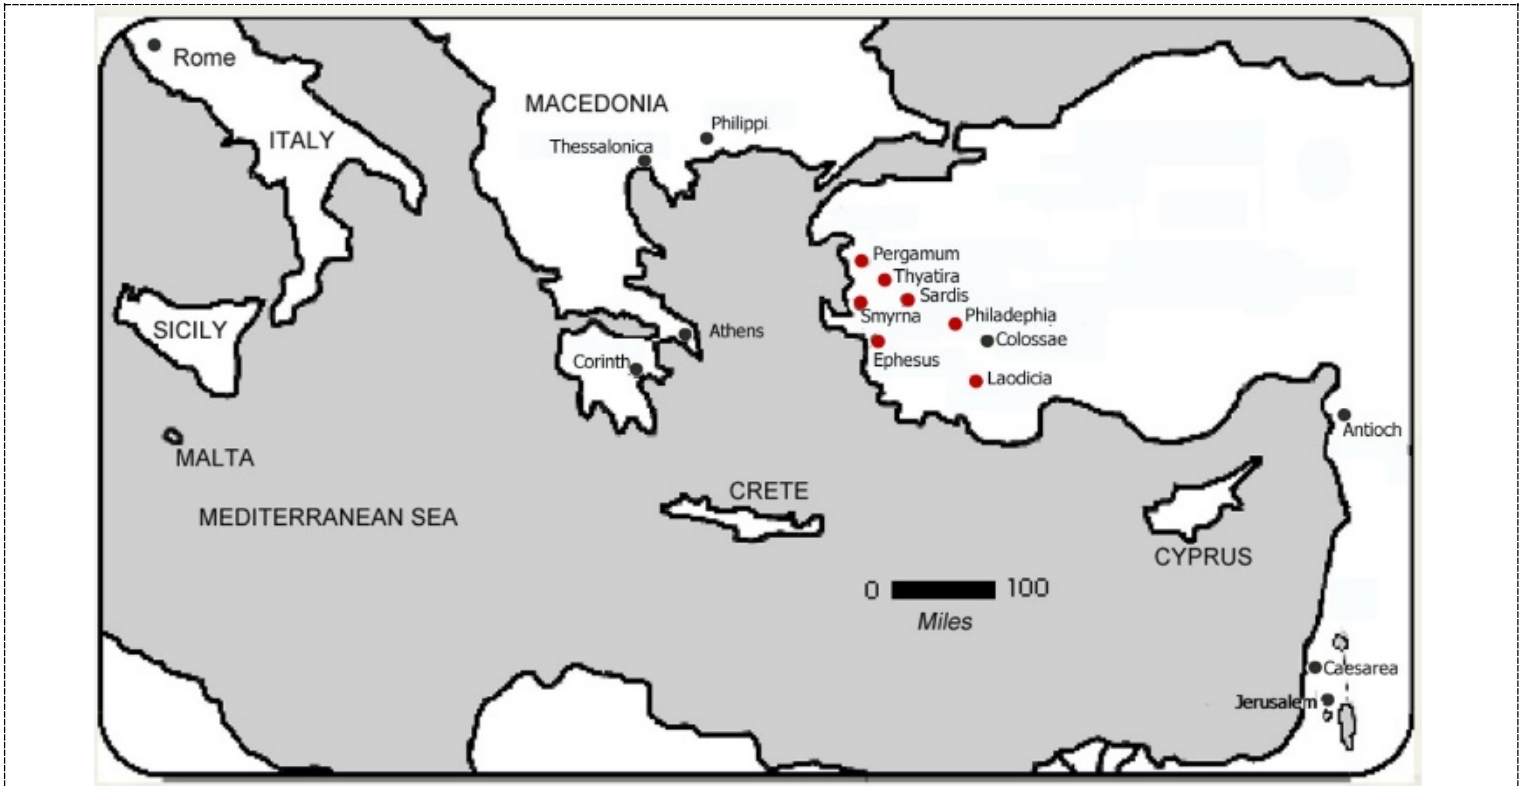 Rome
MACEDONIA
Philippi
ITALY
Thessalonica
Pergamum
Thyatira
Sardis
Smyrna
Philadephia
SICILY
Athens
Colossae
Corinth
Ephesus
Laodicia
Antioch
MALTA
CRETE
MEDITERRANEAN SEA
CYPRUS
0 100
Miles
Caesarea
Jerusalem